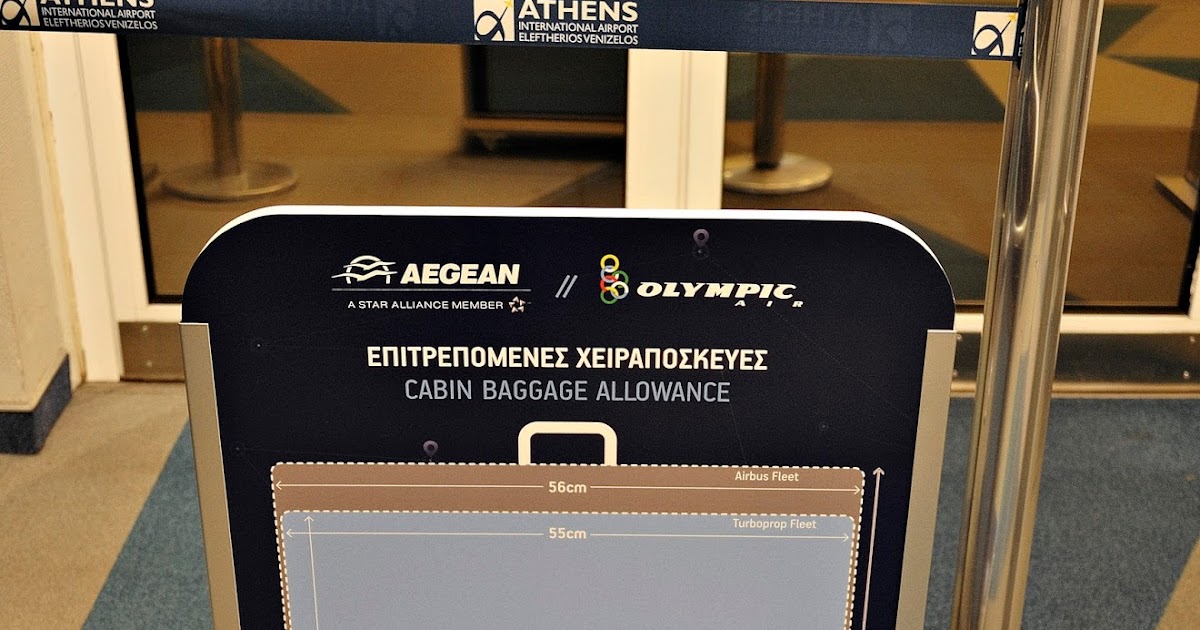 ATHENS
INTERNATIONAL AIRPORT
ELEFTHERIOS VENIZELOS
ATHENS
INTERNATIONAL AIRPORT
ELEFTHERIOS VENIZELOS
AEGEAN
A STAR ALLIANCE MEMBER
//
OLYMPIC
AIR
ΕΠΙΤΡΕΠΟΜΕΝΕΣ ΧΕΙΡΑΠΟΣΚΕΥΕΣ
CABIN BAGGAGE ALLOWANCE
Airbus Fleet
56cm
Turboprop Fleet
55cm